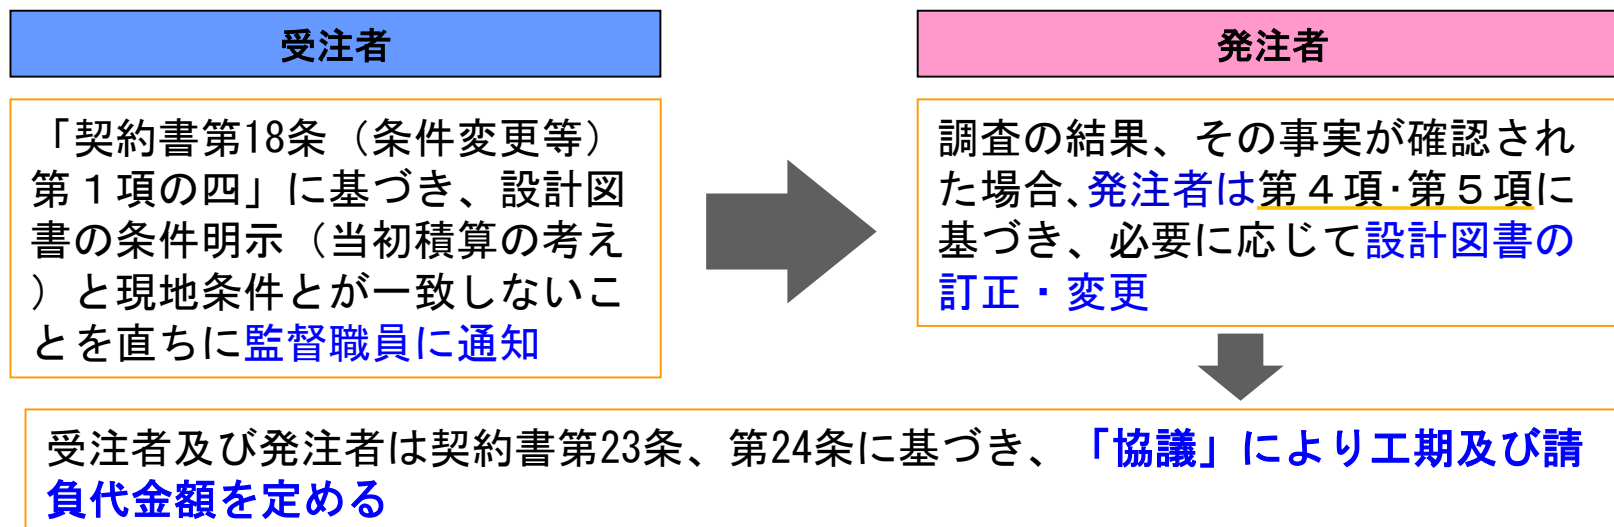 受注者
発注者
「契約書第18条（条件変更等）
第１項の四」に基づき、設計図
書の条件明示（当初積算の考え
）と現地条件とが一致しないこ
とを直ちに監督職員に通知
調査の結果、その事実が確認され
た場合、発注者は第４項･第５項に
基づき、必要に応じて設計図書の
訂正・変更
受注者及び発注者は契約書第23条、第24条に基づき、「協議」により工期及び請
負代金額を定める